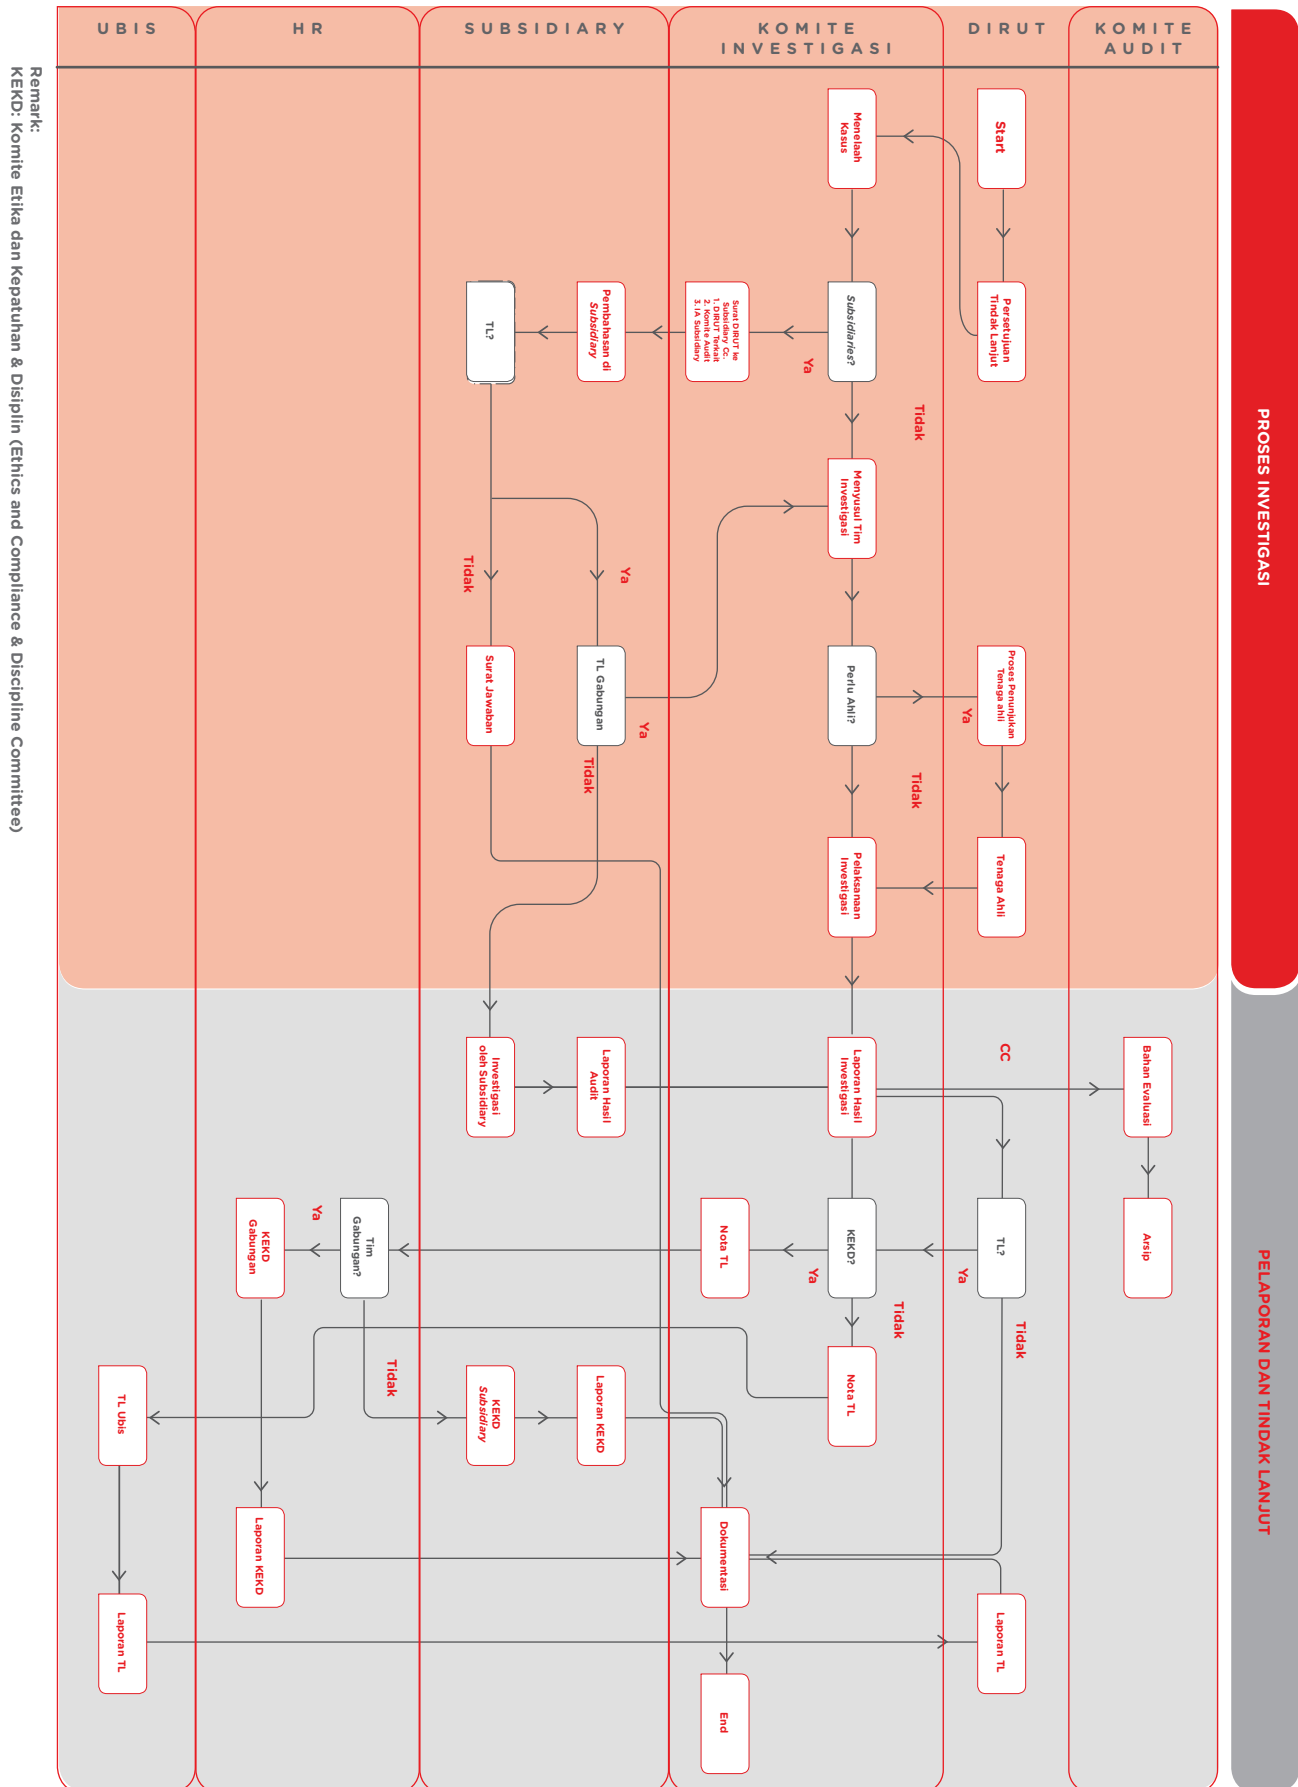 UBIS
HR
SUBSIDIARY
KOMITE
INVESTIGASI
DIRUT
KOMITE
AUDIT
PROSES INVESTIGASI
Start
Persetujuan
Tindak Lanjut
Menelaah
Kasus
Subsidiaries?
Ya
Tidak
Surat DIRUT ke
Subsidiary Cc.
1. DIRUT Terkait
2. Komite Audit
3. IA Subsidiary
Pembahasan di
Subsidiary
TL?
Ya
Tidak
Menyusul Tim
Investigasi
TL Gabungan
Ya
Tidak
Surat Jawaban
Perlu Ahli?
Ya
Tidak
Proses Penunjukan
Tenaga ahli
Tenaga Ahli
Pelaksanaan
Investigasi
PELAPORAN DAN TINDAK LANJUT
Investigasi
oleh Subsidiary
Laporan Hasil
Audit
Laporan Hasil
Investigasi
CC
Bahan Evaluasi
Arsip
TL?
Ya
Tidak
KEKD?
Ya
Tidak
Nota TL
Nota TL
Tim
Gabungan?
Ya
Tidak
KEKD
Gabungan
KEKD
Subsidiary
Laporan KEKD
TL Ubis
Laporan KEKD
Dokumentasi
Laporan TL
Laporan TL
End
Remark:
KEKD: Komite Etika dan Kepatuhan & Disiplin (Ethics and Compliance & Discipline Committee)